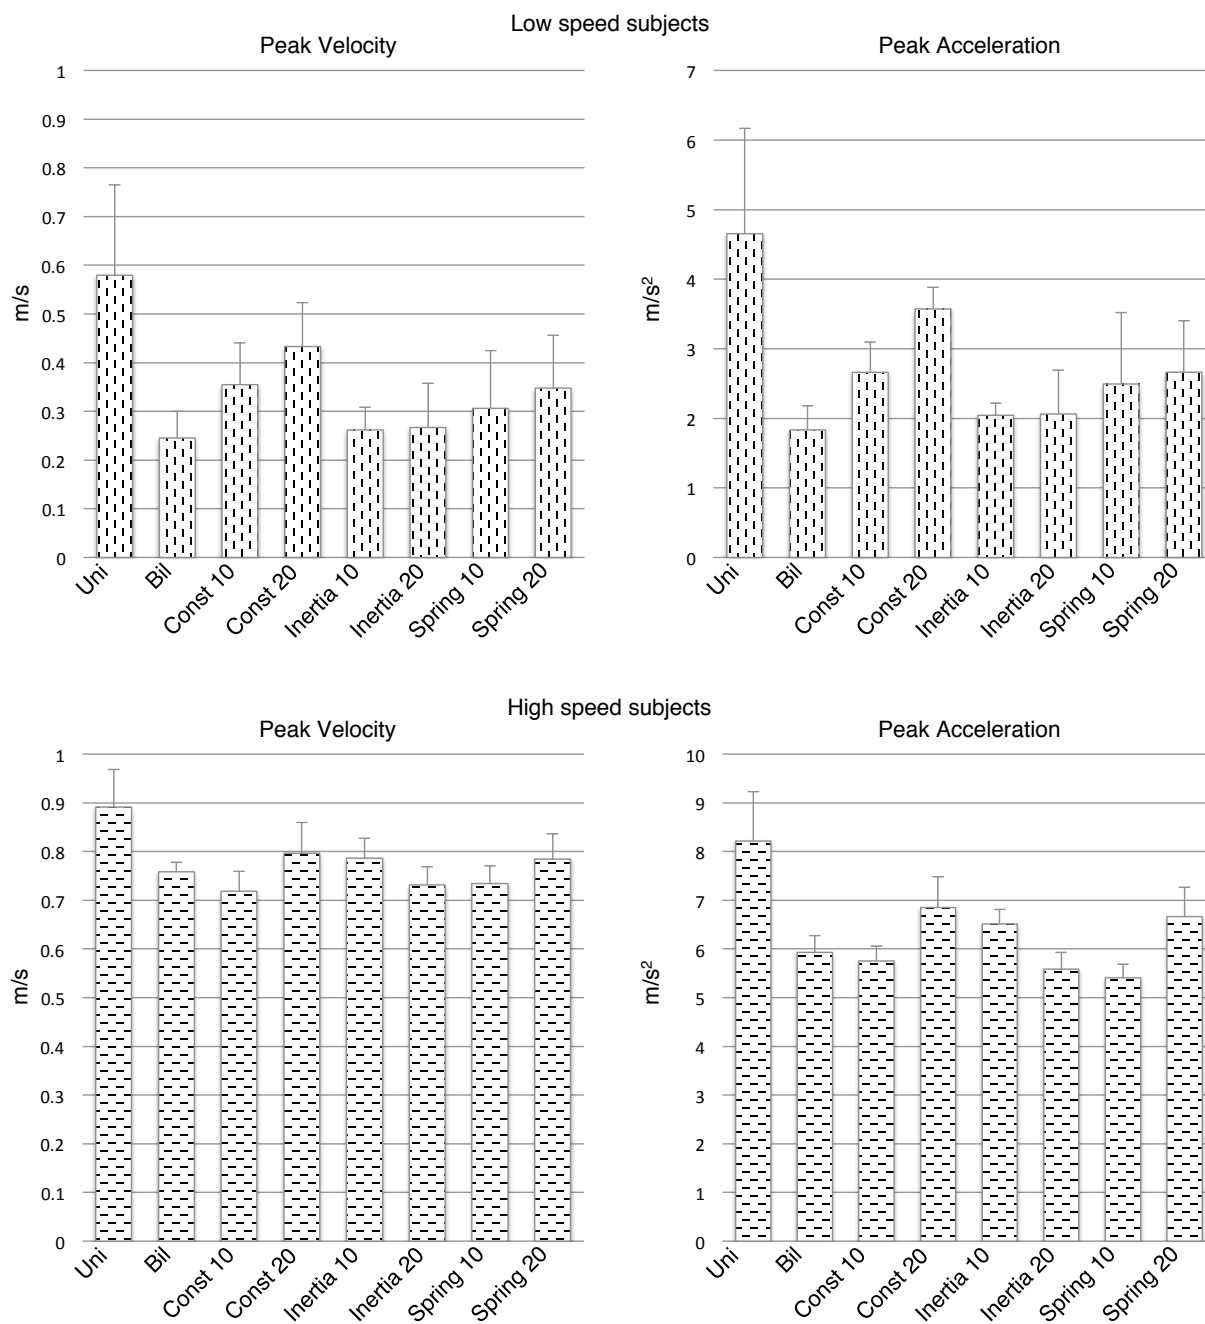 Low speed subjects
Peak Velocity
1
0.9
0.8
0.7
0.6
0.5
0.4
0.3
0.2
0.1
0
m/s
Uni
Bil
Const 10
Const 20
Inertia 10
Inertia 20
Spring 10
Spring 20
Peak Acceleration
7
6
5
4
3
2
1
0
m/s²
Uni
Bil
Const 10
Const 20
Inertia 10
Inertia 20
Spring 10
Spring 20
High speed subjects
Peak Velocity
1
0.9
0.8
0.7
0.6
0.5
0.4
0.3
0.2
0.1
0
m/s
Uni
Bil
Const 10
Const 20
Inertia 10
Inertia 20
Spring 10
Spring 20
Peak Acceleration
10
9
8
7
6
5
4
3
2
1
0
m/s²
Uni
Bil
Const 10
Const 20
Inertia 10
Inertia 20
Spring 10
Spring 20